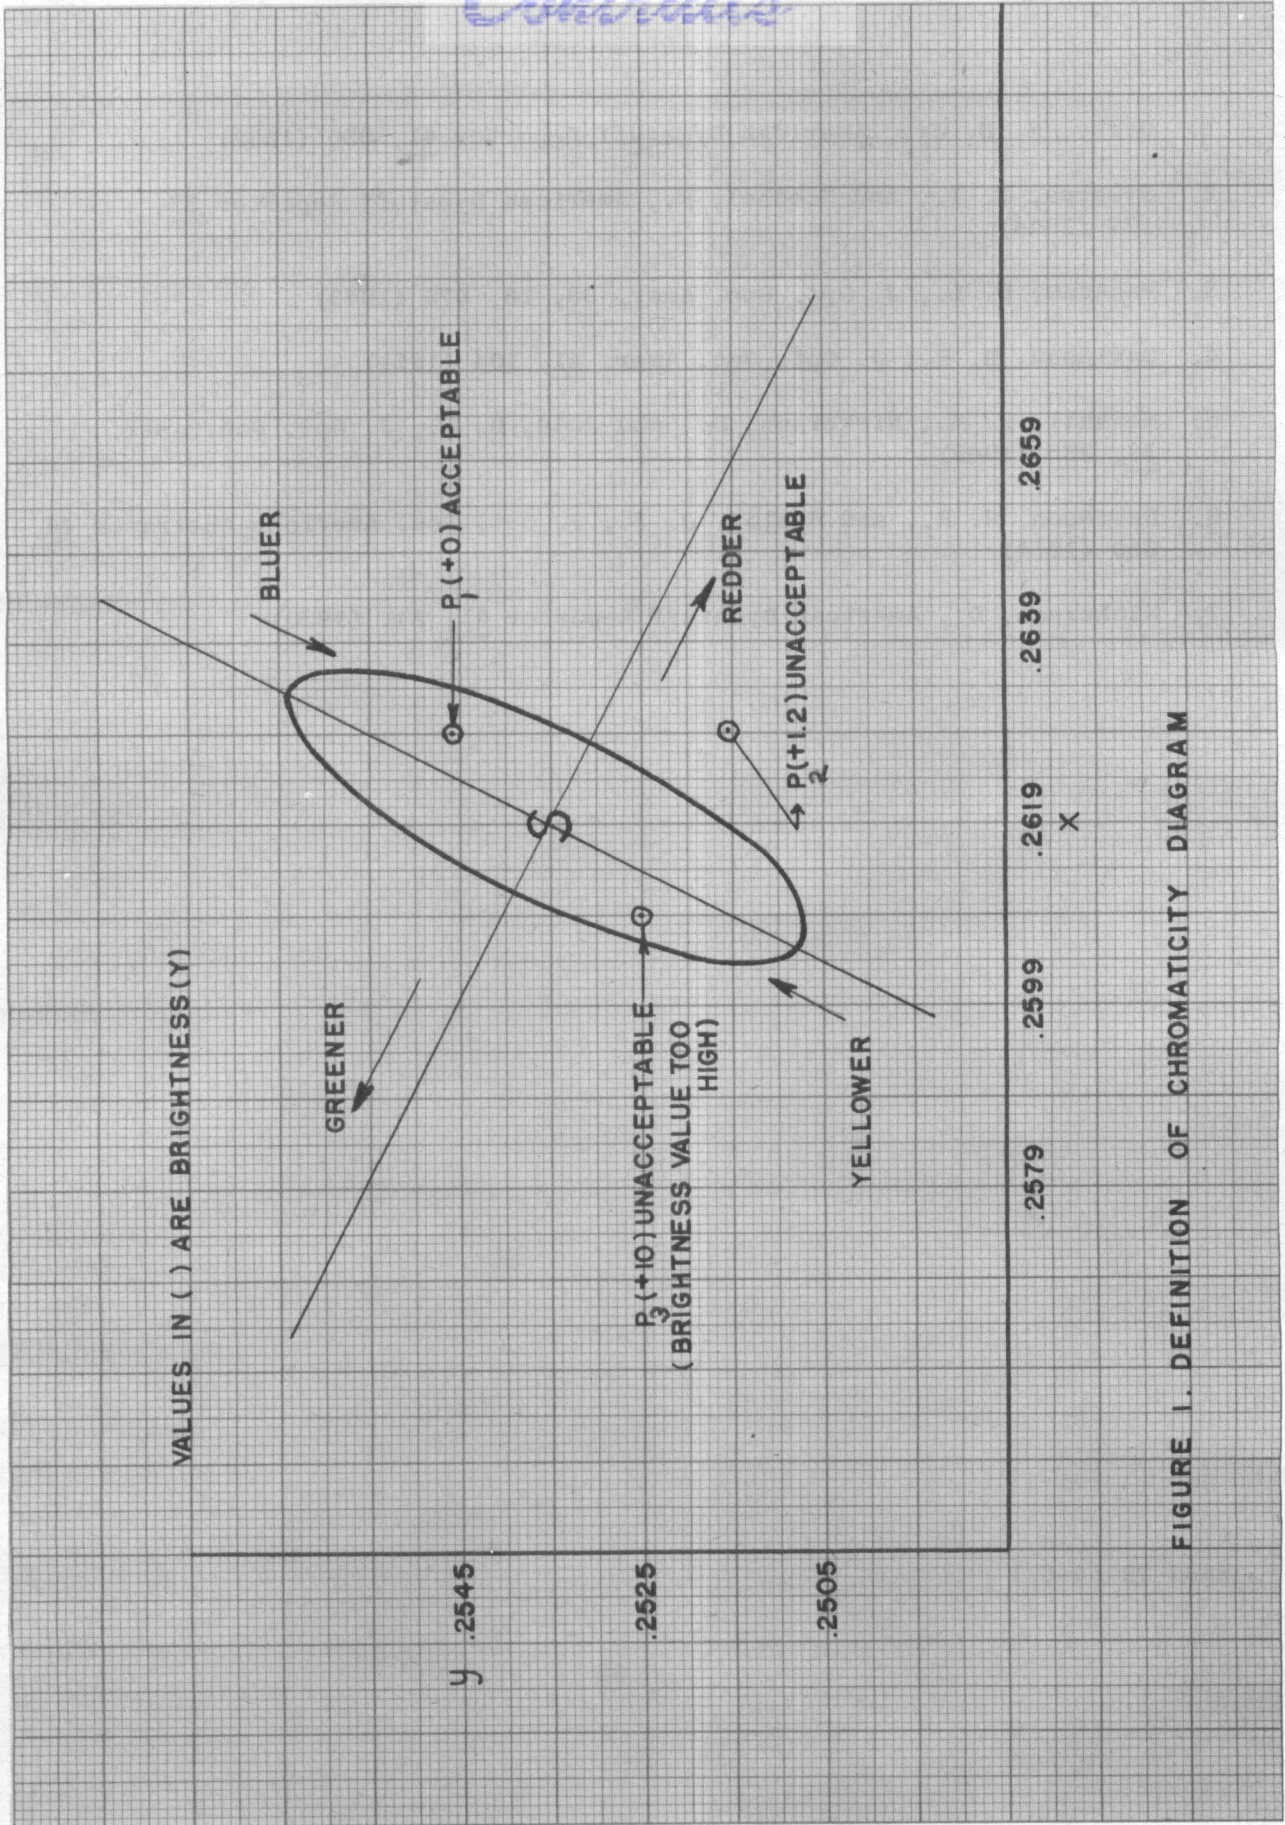 VALUES IN ( ) ARE BRIGHTNESS(Y)
BLUER
GREENER
P1 (+0) ACCEPTABLE
S
P3 (+10) UNACCEPTABLE
(BRIGHTNESS VALUE TOO
HIGH)
REDDER
P2 (+1.2) UNACCEPTABLE
YELLOWER
y
.2545
.2525
.2505
.2579
.2599
.2619
.2639
.2659
X
FIGURE 1. DEFINITION OF CHROMATICITY DIAGRAM